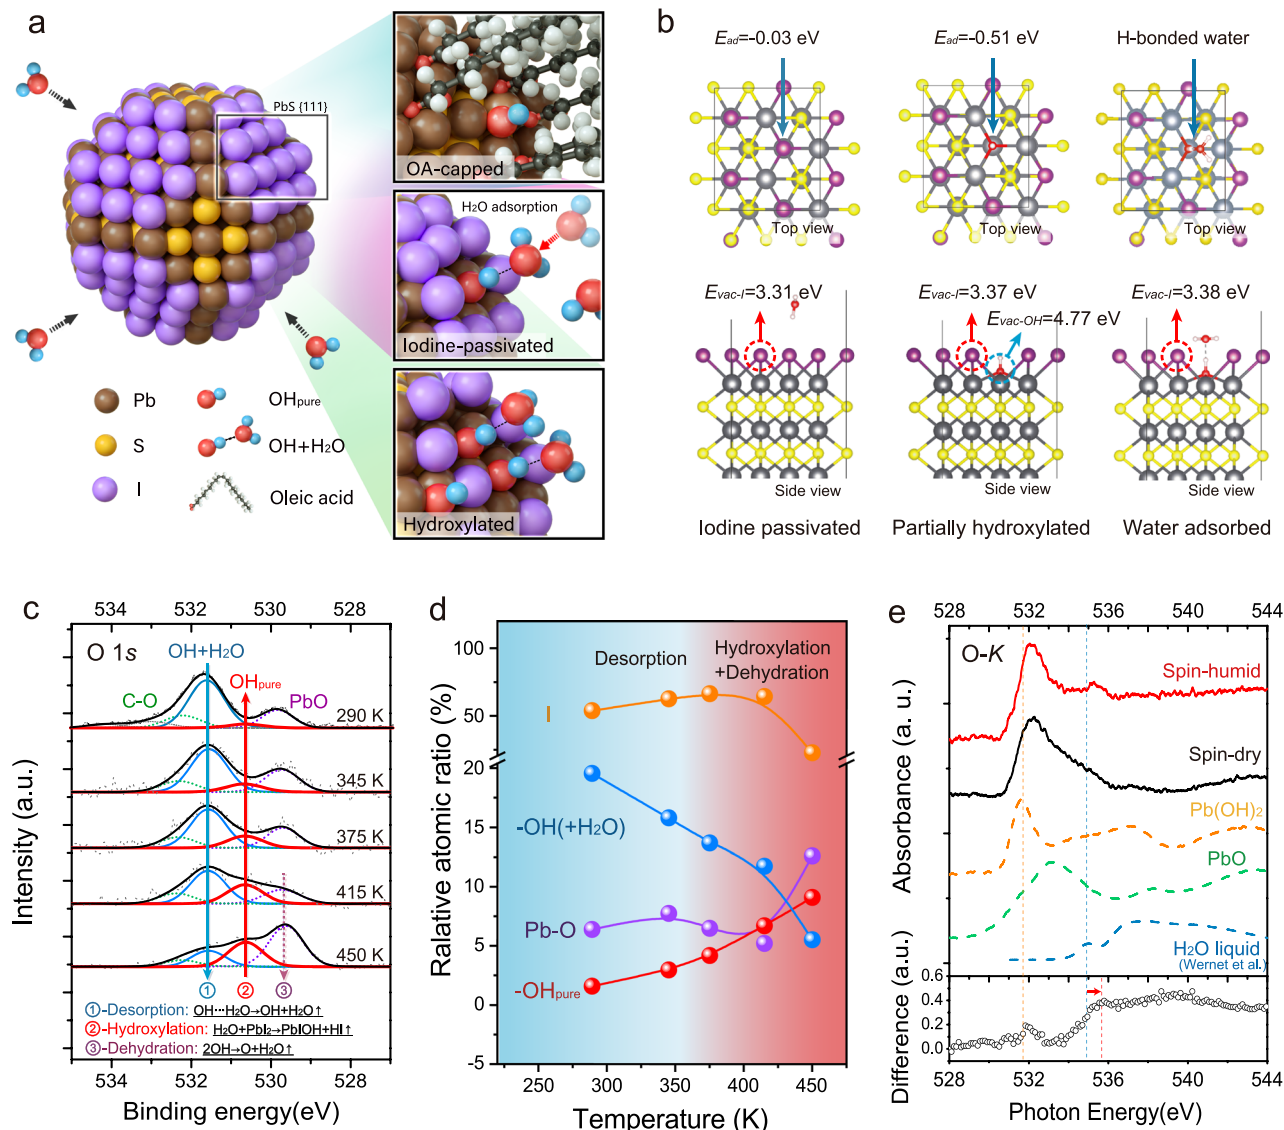 a
PbS {111}
OA-capped
H₂O adsorption
Iodine-passivated
Hydroxylated
Pb
S
I
OHpure
OH+H₂O
Oleic acid
b
Ead=-0.03 eV
Ead=-0.51 eV
H-bonded water
Top view
Top view
Top view
Evac-I=3.31 eV
Evac-I=3.37 eV
Evac-OH=4.77 eV
Evac-I=3.38 eV
Side view
Side view
Side view
Iodine passivated
Partially hydroxylated
Water adsorbed
c
534 532 530 528
O 1s
OH+H₂O
C-O
OHpure
PbO
290 K
345 K
375 K
415 K
450 K
① ② ③
①-Desorption: OH···H₂O→OH+H₂O↑
②-Hydroxylation: H₂O+PbI₂→PbIOH+HI↑
③-Dehydration: 2OH→O+H₂O↑
534 532 530 528
Binding energy(eV)
Intensity (a.u.)
d
Ralative atomic ratio (%)
100
50
20
15
10
5
0
-5
Desorption
Hydroxylation
+Dehydration
I
-OH(+H₂O)
Pb-O
-OHpure
250 300 350 400 450
Temperature (K)
e
528 532 536 540 544
O-K
Spin-humid
Spin-dry
Pb(OH)₂
PbO
H₂O liquid
(Wernet et al.)
Absorbance (a. u.)
Difference (a.u.)
0.6
0.4
0.2
0.0
528 532 536 540 544
Photon Energy(eV)